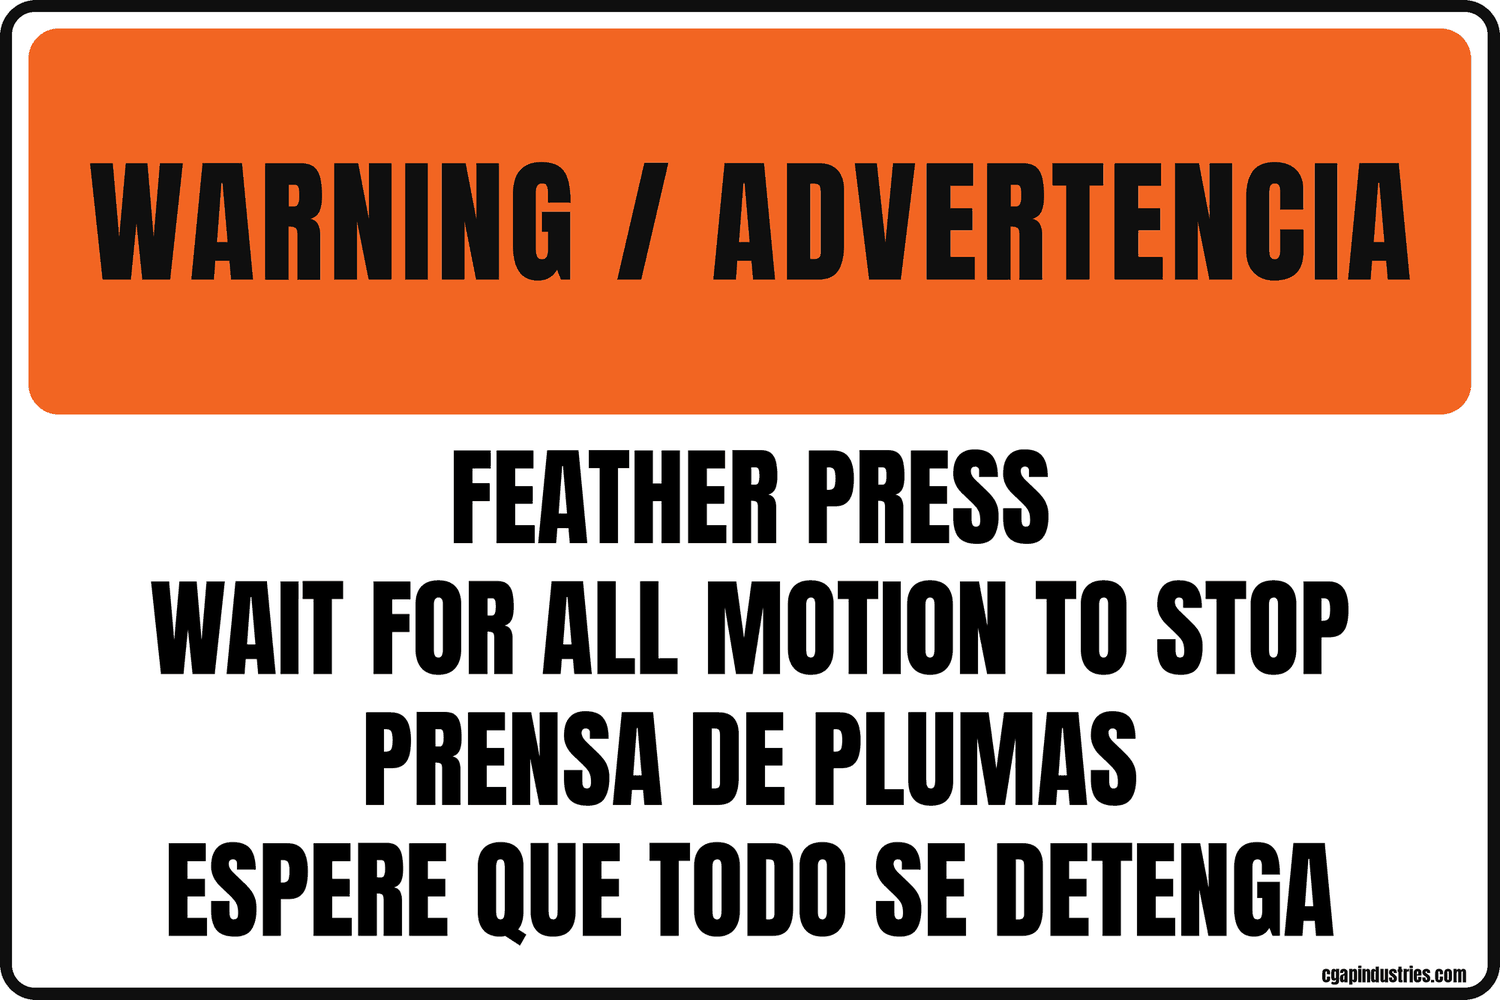 WARNING / ADVERTENCIA
FEATHER PRESS
WAIT FOR ALL MOTION TO STOP
PRENSA DE PLUMAS
ESPERE QUE TODO SE DETENGA
cgapindustries.com